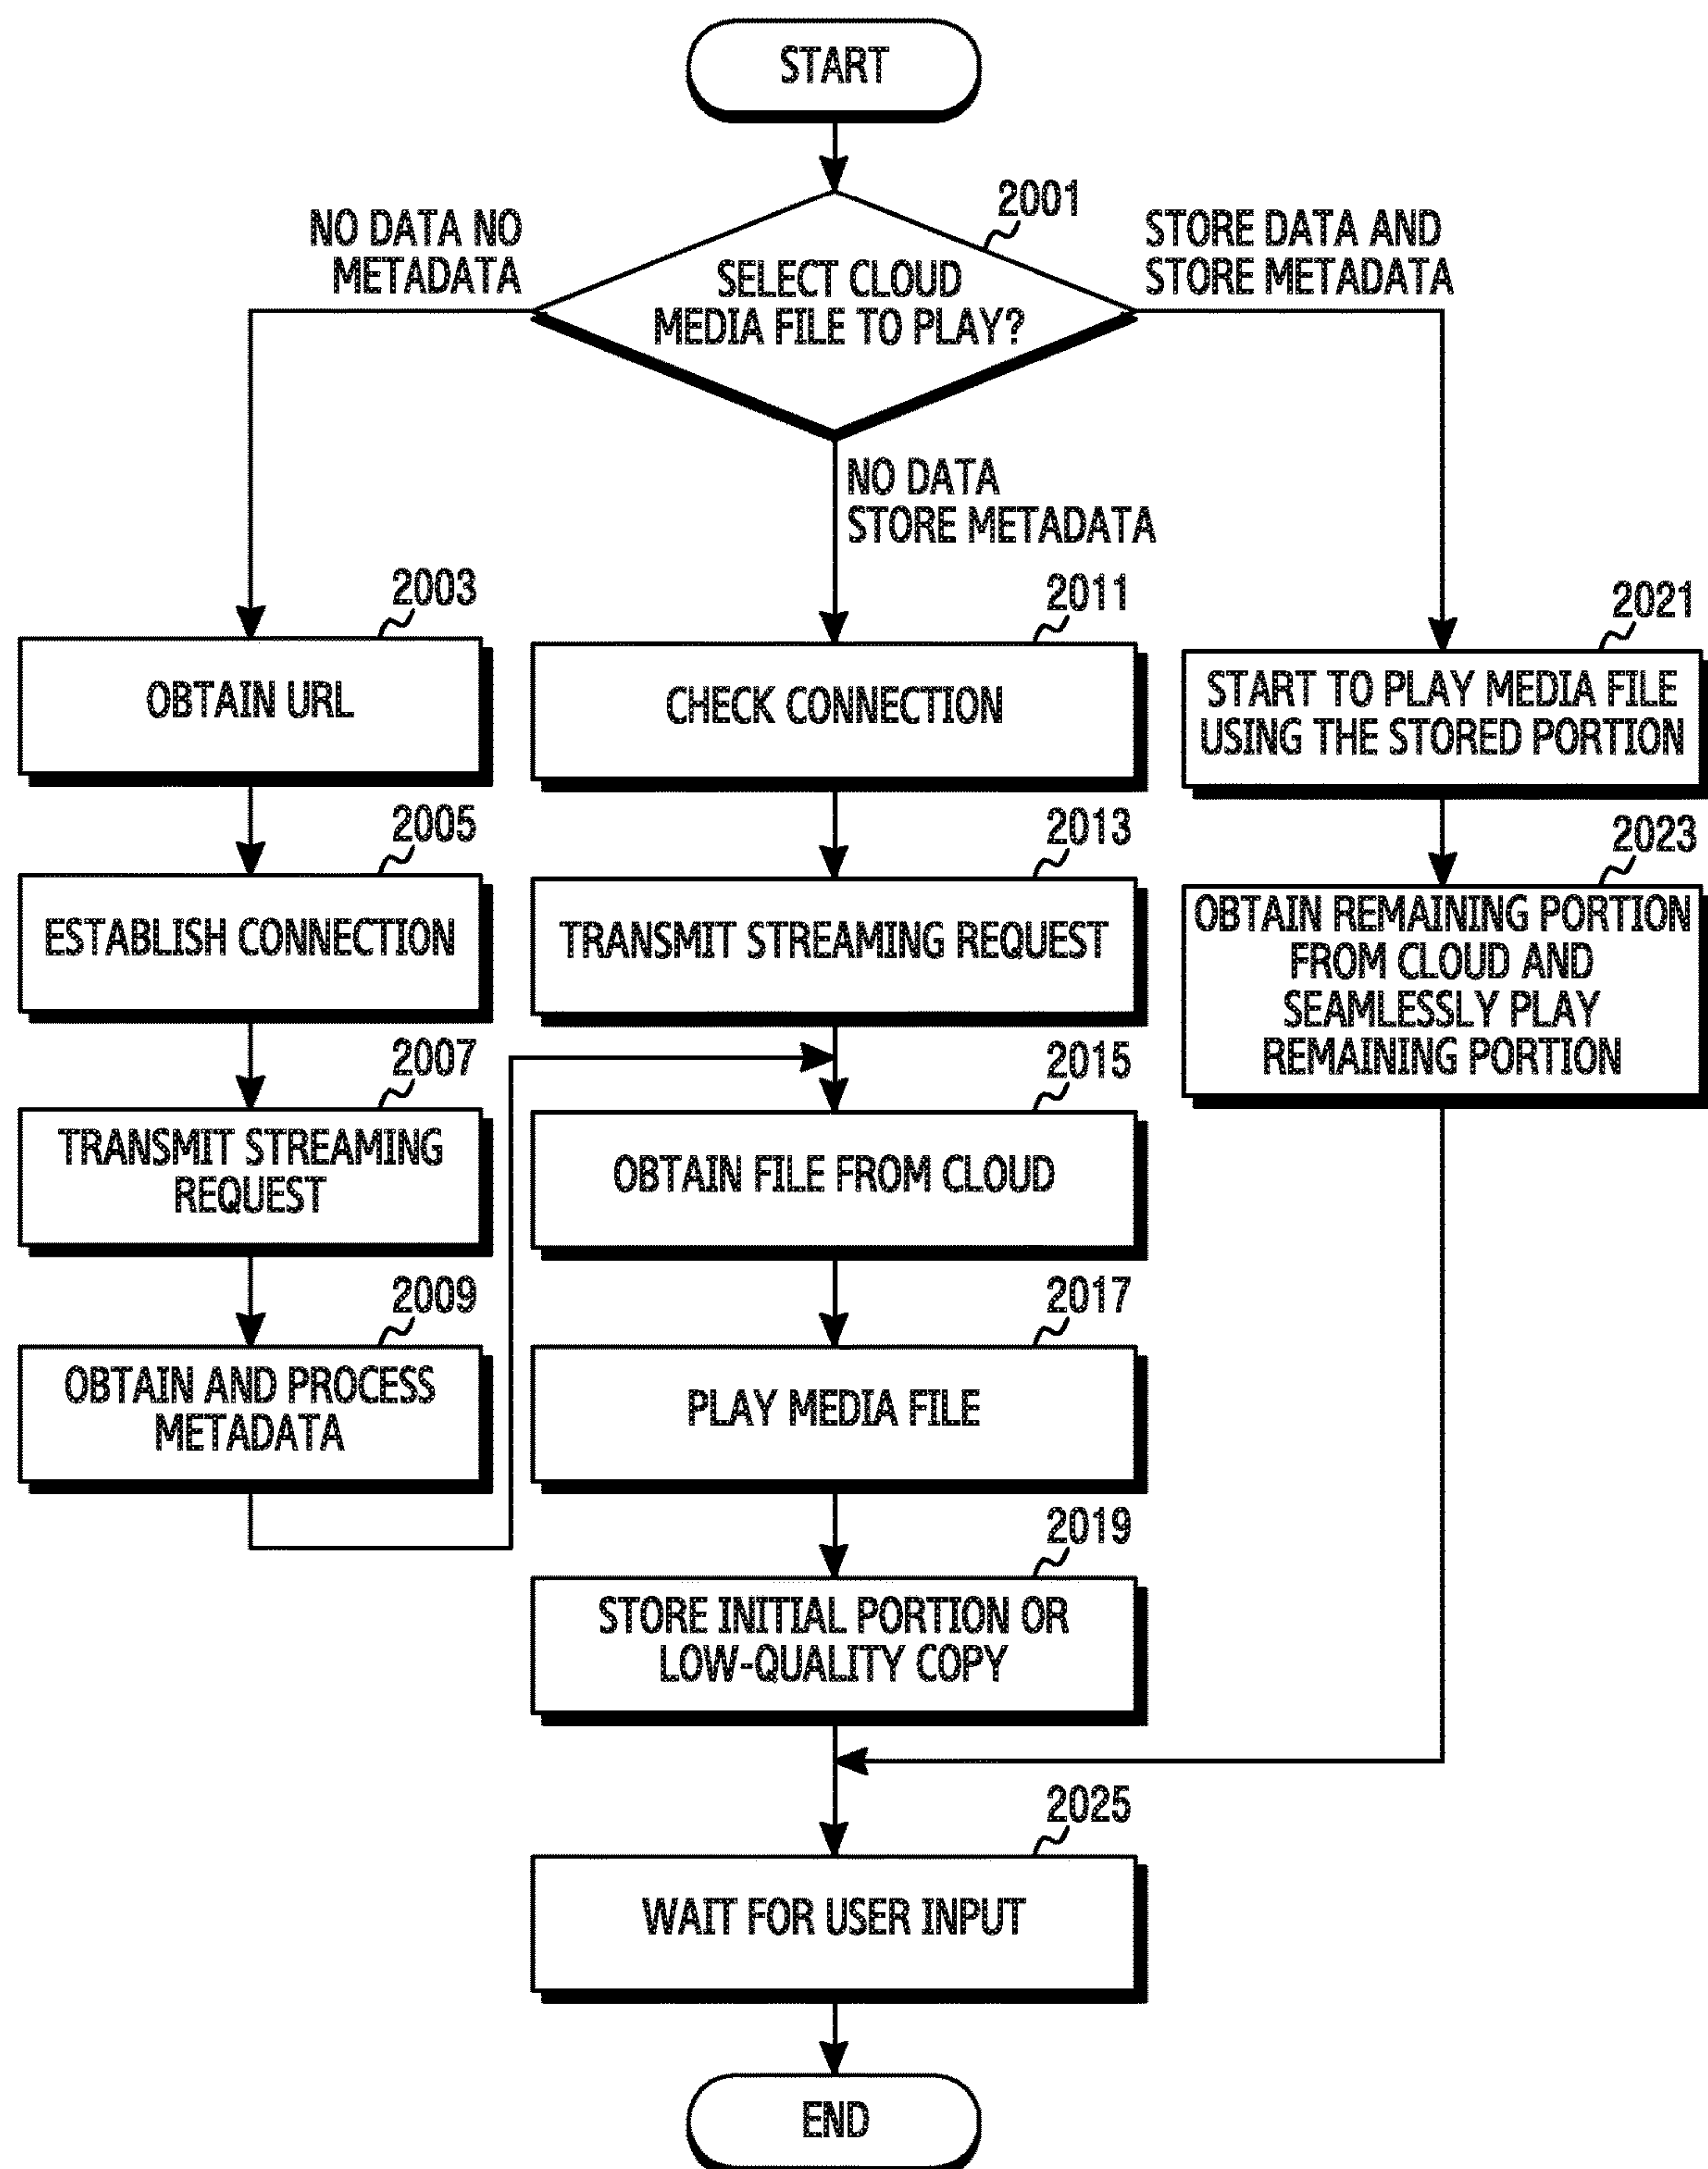 START
2001
NO DATA NO
METADATA
SELECT CLOUD
MEDIA FILE TO PLAY?
STORE DATA AND
STORE METADATA
NO DATA
STORE METADATA
2003
OBTAIN URL
2005
ESTABLISH CONNECTION
2007
TRANSMIT STREAMING
REQUEST
2009
OBTAIN AND PROCESS
METADATA
2011
CHECK CONNECTION
2013
TRANSMIT STREAMING REQUEST
2015
OBTAIN FILE FROM CLOUD
2017
PLAY MEDIA FILE
2019
STORE INITIAL PORTION OR
LOW-QUALITY COPY
2021
START TO PLAY MEDIA FILE
USING THE STORED PORTION
2023
OBTAIN REMAINING PORTION
FROM CLOUD AND
SEAMLESSLY PLAY
REMAINING PORTION
2025
WAIT FOR USER INPUT
END